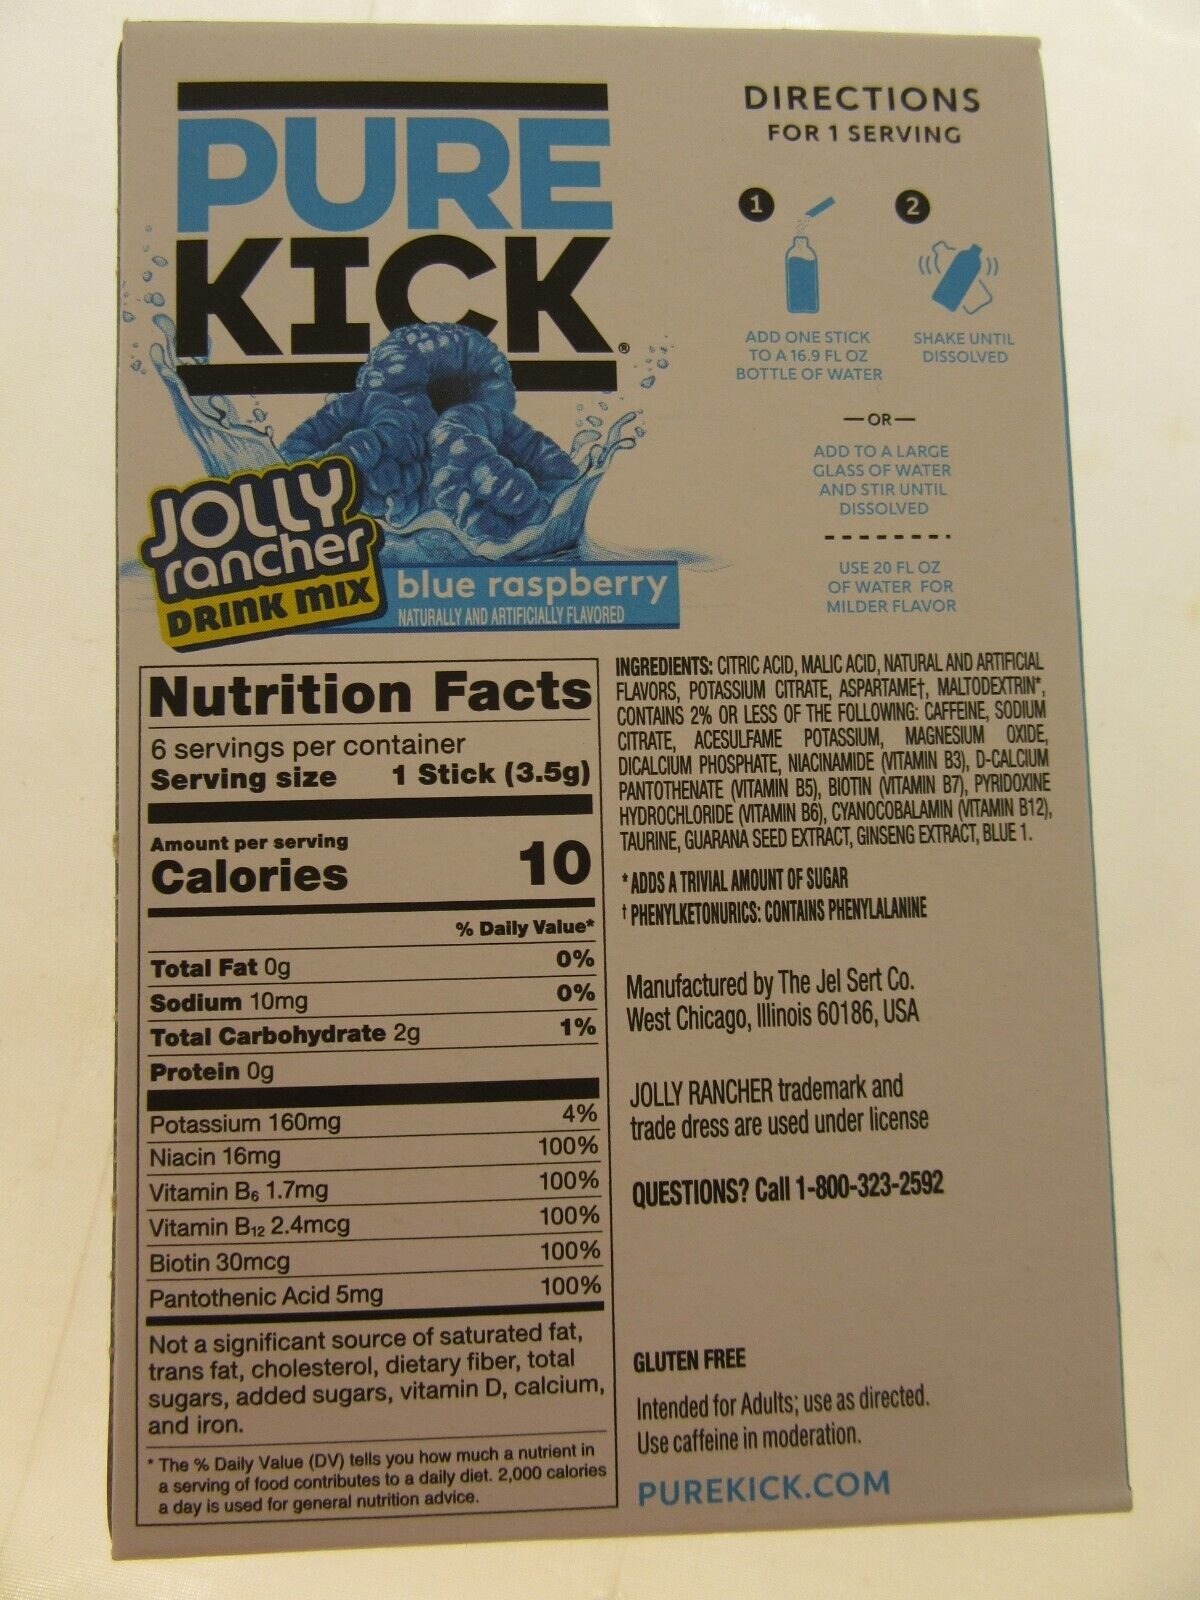 PURE
KICK®
JOLLY
rancher
DRINK MIX
blue raspberry
NATURALLY AND ARTIFICIALLY FLAVORED
DIRECTIONS
FOR 1 SERVING
1
2
ADD ONE STICK
TO A 16.9 FL OZ
BOTTLE OF WATER
SHAKE UNTIL
DISSOLVED
—OR—
ADD TO A LARGE
GLASS OF WATER
AND STIR UNTIL
DISSOLVED
USE 20 FL OZ
OF WATER FOR
MILDER FLAVOR
Nutrition Facts
6 servings per container
Serving size 1 Stick (3.5g)
Amount per serving
Calories 10
% Daily Value*
Total Fat 0g 0%
Sodium 10mg 0%
Total Carbohydrate 2g 1%
Protein 0g
Potassium 160mg 4%
Niacin 16mg 100%
Vitamin B6 1.7mg 100%
Vitamin B12 2.4mcg 100%
Biotin 30mcg 100%
Pantothenic Acid 5mg 100%
Not a significant source of saturated fat,
trans fat, cholesterol, dietary fiber, total
sugars, added sugars, vitamin D, calcium,
and iron.
* The % Daily Value (DV) tells you how much a nutrient in
a serving of food contributes to a daily diet. 2,000 calories
a day is used for general nutrition advice.
INGREDIENTS: CITRIC ACID, MALIC ACID, NATURAL AND ARTIFICIAL
FLAVORS, POTASSIUM CITRATE, ASPARTAME†, MALTODEXTRIN*,
CONTAINS 2% OR LESS OF THE FOLLOWING: CAFFEINE, SODIUM
CITRATE, ACESULFAME POTASSIUM, MAGNESIUM OXIDE,
DICALCIUM PHOSPHATE, NIACINAMIDE (VITAMIN B3), D-CALCIUM
PANTOTHENATE (VITAMIN B5), BIOTIN (VITAMIN B7), PYRIDOXINE
HYDROCHLORIDE (VITAMIN B6), CYANOCOBALAMIN (VITAMIN B12),
TAURINE, GUARANA SEED EXTRACT, GINSENG EXTRACT, BLUE 1.
* ADDS A TRIVIAL AMOUNT OF SUGAR
† PHENYLKETONURICS: CONTAINS PHENYLALANINE
Manufactured by The Jel Sert Co.
West Chicago, Illinois 60186, USA
JOLLY RANCHER trademark and
trade dress are used under license
QUESTIONS? Call 1-800-323-2592
GLUTEN FREE
Intended for Adults; use as directed.
Use caffeine in moderation.
PUREKICK.COM